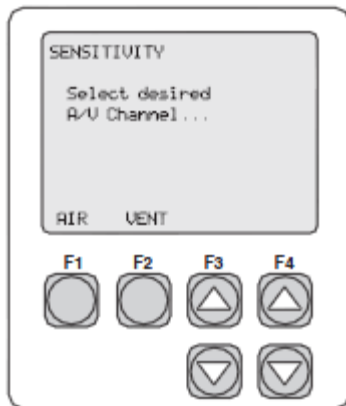 SENSITIVITY
Select desired
A/V Channel...
AIR VENT
F1 F2 F3 F4